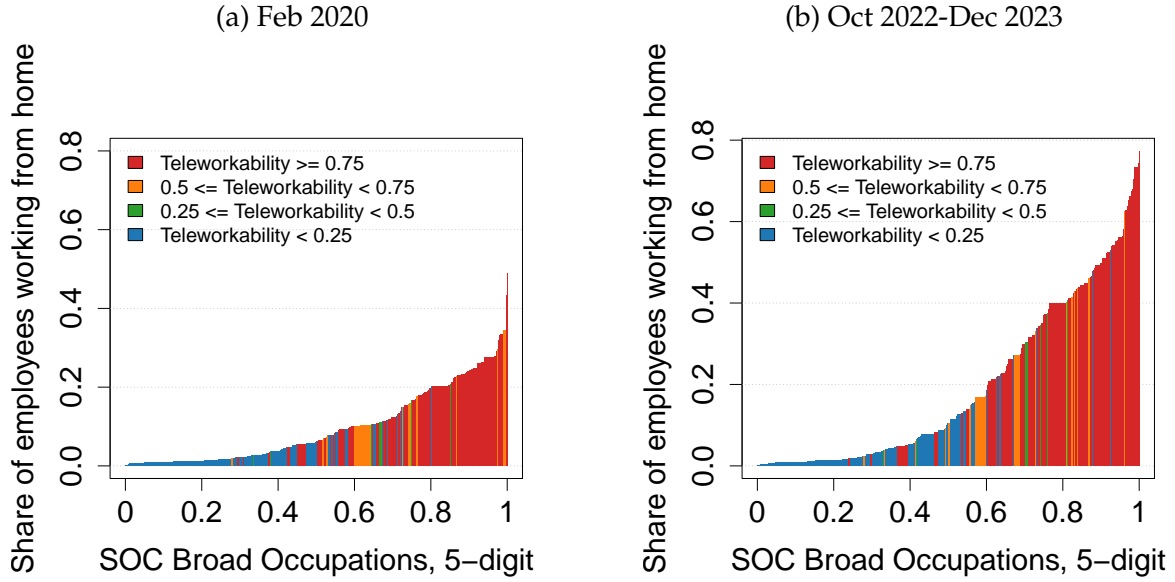 (a) Feb 2020
Share of employees working from home
0.0
0.2
0.4
0.6
0.8
Teleworkability >= 0.75
0.5 <= Teleworkability < 0.75
0.25 <= Teleworkability < 0.5
Teleworkability < 0.25
0 0.2 0.4 0.6 0.8 1
SOC Broad Occupations, 5−digit
(b) Oct 2022-Dec 2023
Share of employees working from home
0.0
0.2
0.4
0.6
0.8
Teleworkability >= 0.75
0.5 <= Teleworkability < 0.75
0.25 <= Teleworkability < 0.5
Teleworkability < 0.25
0 0.2 0.4 0.6 0.8 1
SOC Broad Occupations, 5−digit